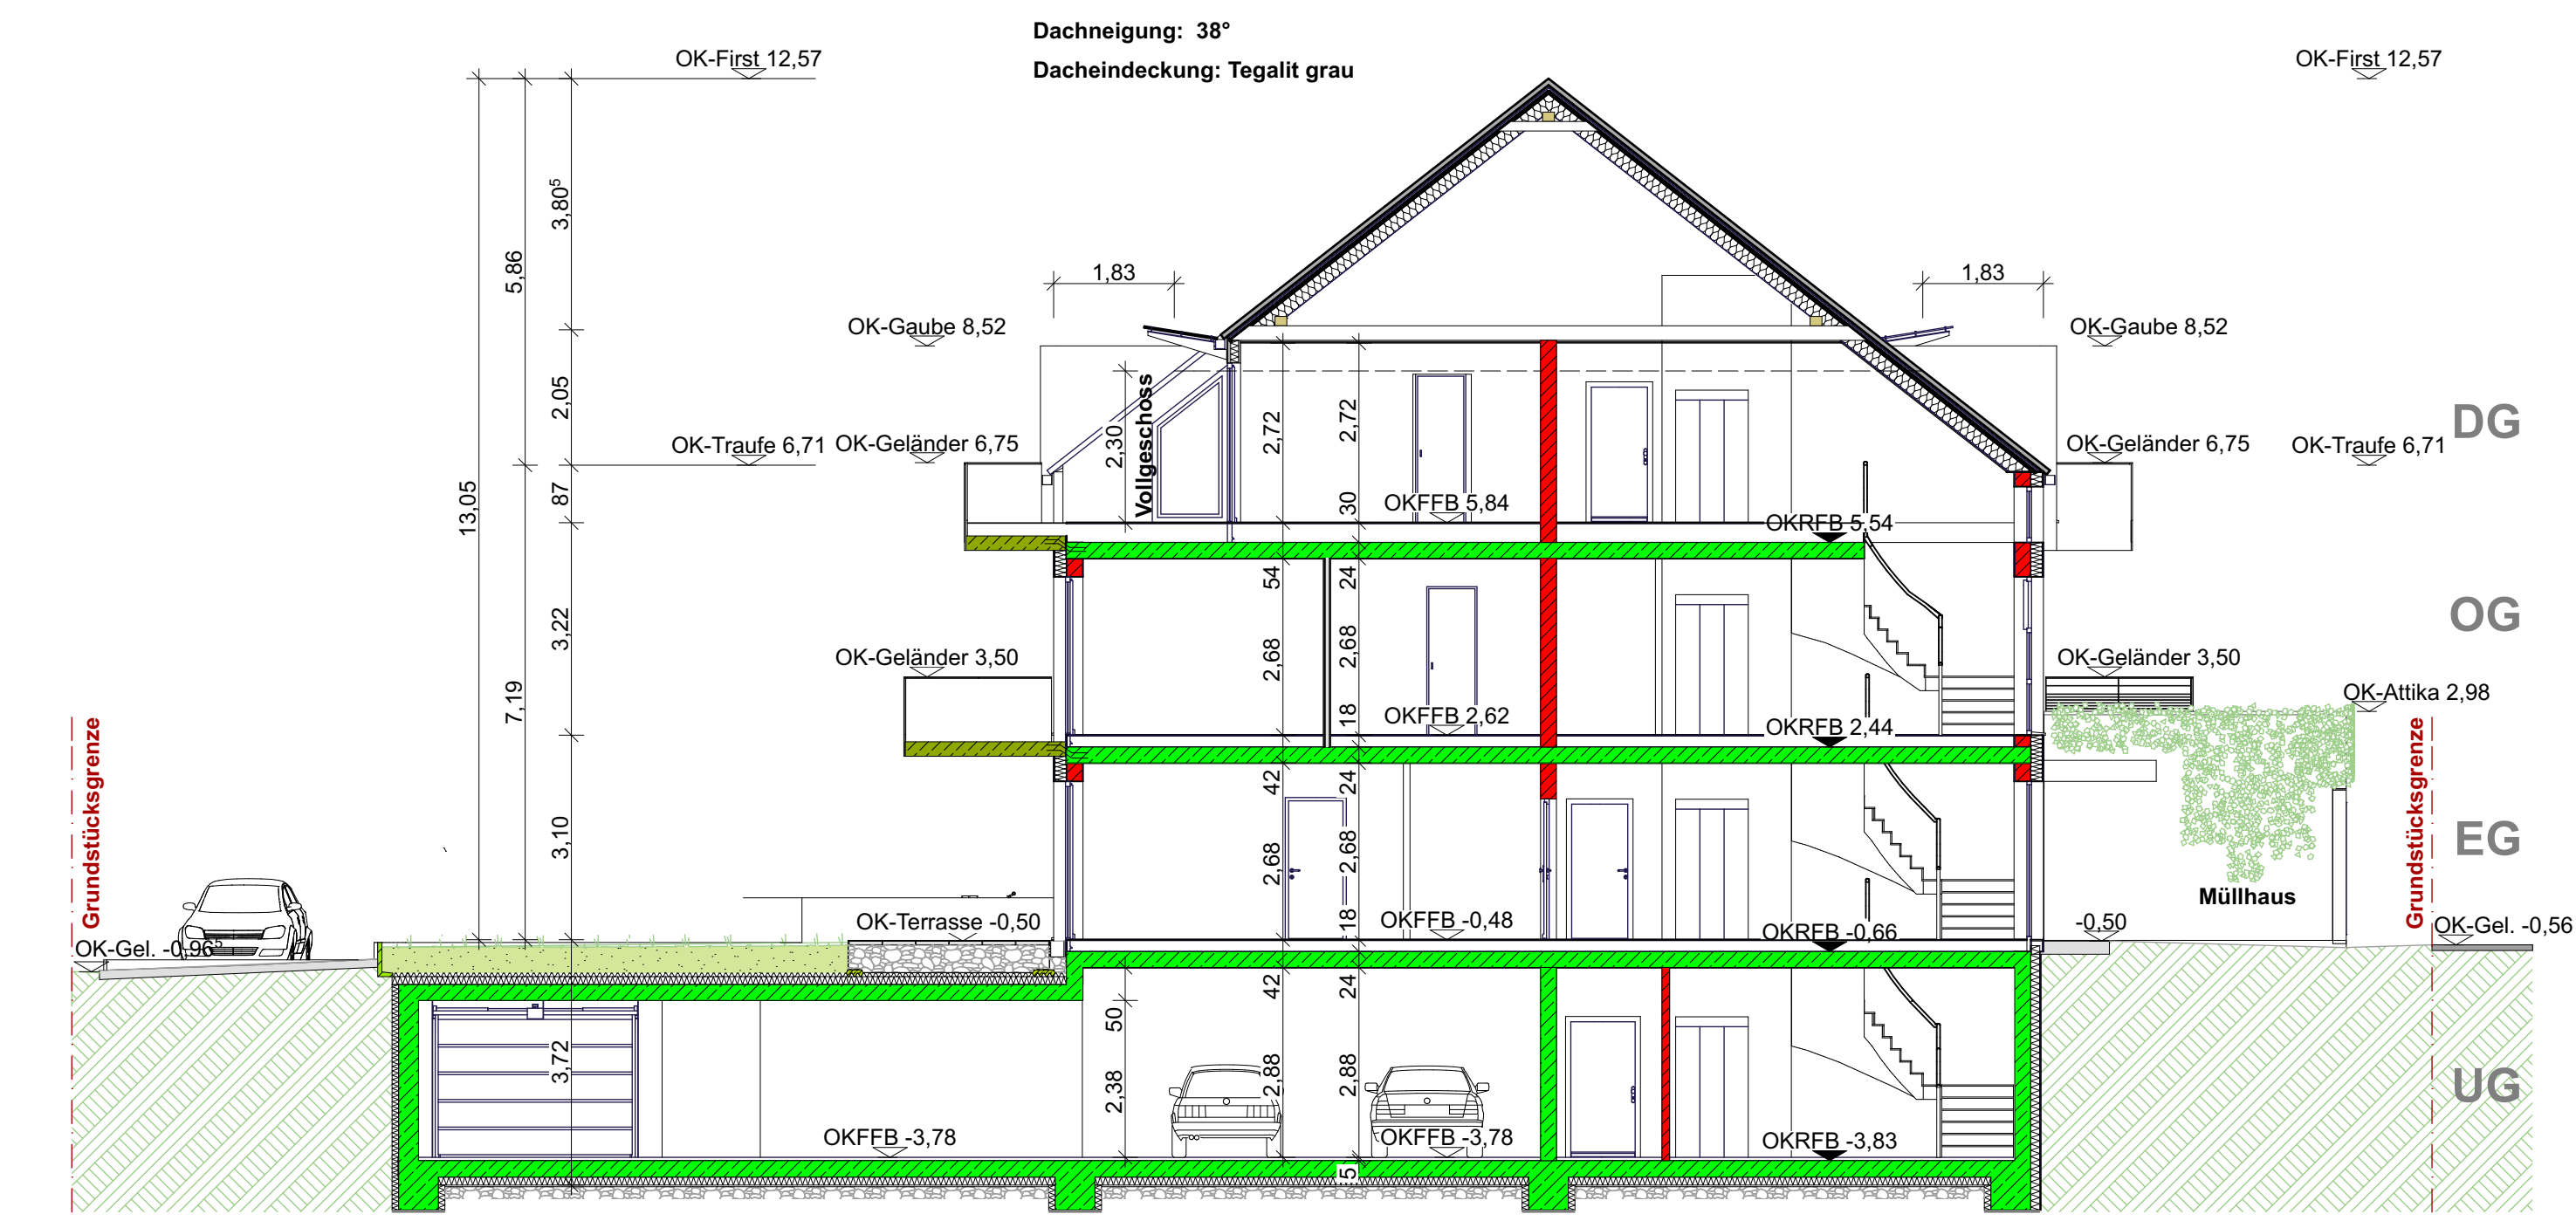 Dachneigung: 38°
Dacheindeckung: Tegalit grau
OK-First 12,57
OK-First 12,57
3,80⁵
5,86
13,05
2,05
87
3,22
7,19
3,10
3,72
1,83
1,83
OK-Gaube 8,52
OK-Gaube 8,52
OK-Traufe 6,71
OK-Geländer 6,75
OK-Geländer 6,75
OK-Traufe 6,71
DG
2,30
Vollgeschoss
2,72
2,72
30
OKFFB 5,84
OKRFB 5,54
54
24
OG
2,68
2,68
OK-Geländer 3,50
OK-Geländer 3,50
OK-Attika 2,98
18
OKFFB 2,62
OKRFB 2,44
42
24
Grundstücksgrenze
Grundstücksgrenze
EG
2,68
2,68
Müllhaus
OK-Terrasse -0,50
18
OKFFB -0,48
OKRFB -0,66
-0,50
OK-Gel. -0,56
OK-Gel. -0,96⁵
42
24
50
2,38
2,88
2,88
UG
OKFFB -3,78
OKFFB -3,78
OKRFB -3,83
5